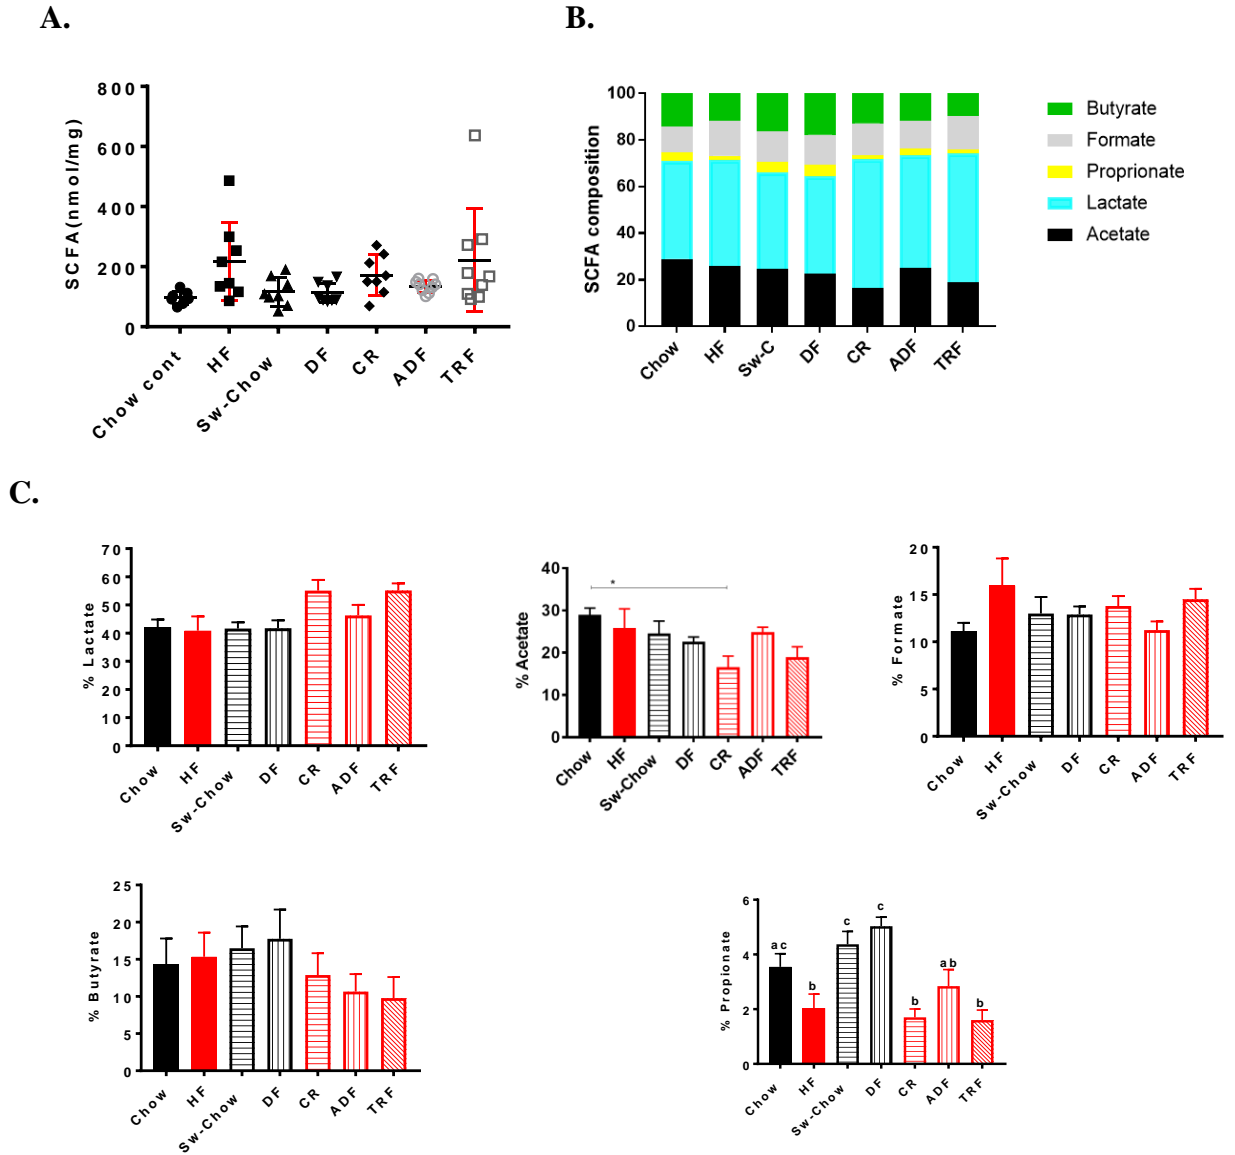 A.
SCFA(nmol/mg)
800
600
400
200
0
Chow cont
HF
Sw-Chow
DF
CR
ADF
TRF
B.
SCFA composition
100
80
60
40
20
0
Chow
HF
Sw-C
DF
CR
ADF
TRF
Butyrate
Formate
Proprionate
Lactate
Acetate
C.
% Lactate
70
60
50
40
30
20
10
0
Chow
HF
Sw-Chow
DF
CR
ADF
TRF
% Acetate
40
30
20
10
0
*
Chow
HF
Sw-Chow
DF
CR
ADF
TRF
% Formate
20
15
10
5
0
Chow
HF
Sw-Chow
DF
CR
ADF
TRF
% Butyrate
25
20
15
10
5
0
Chow
HF
Sw-Chow
DF
CR
ADF
TRF
% Propionate
6
4
2
0
a c
b
c
c
b
a b
b
Chow
HF
Sw-Chow
DF
CR
ADF
TRF